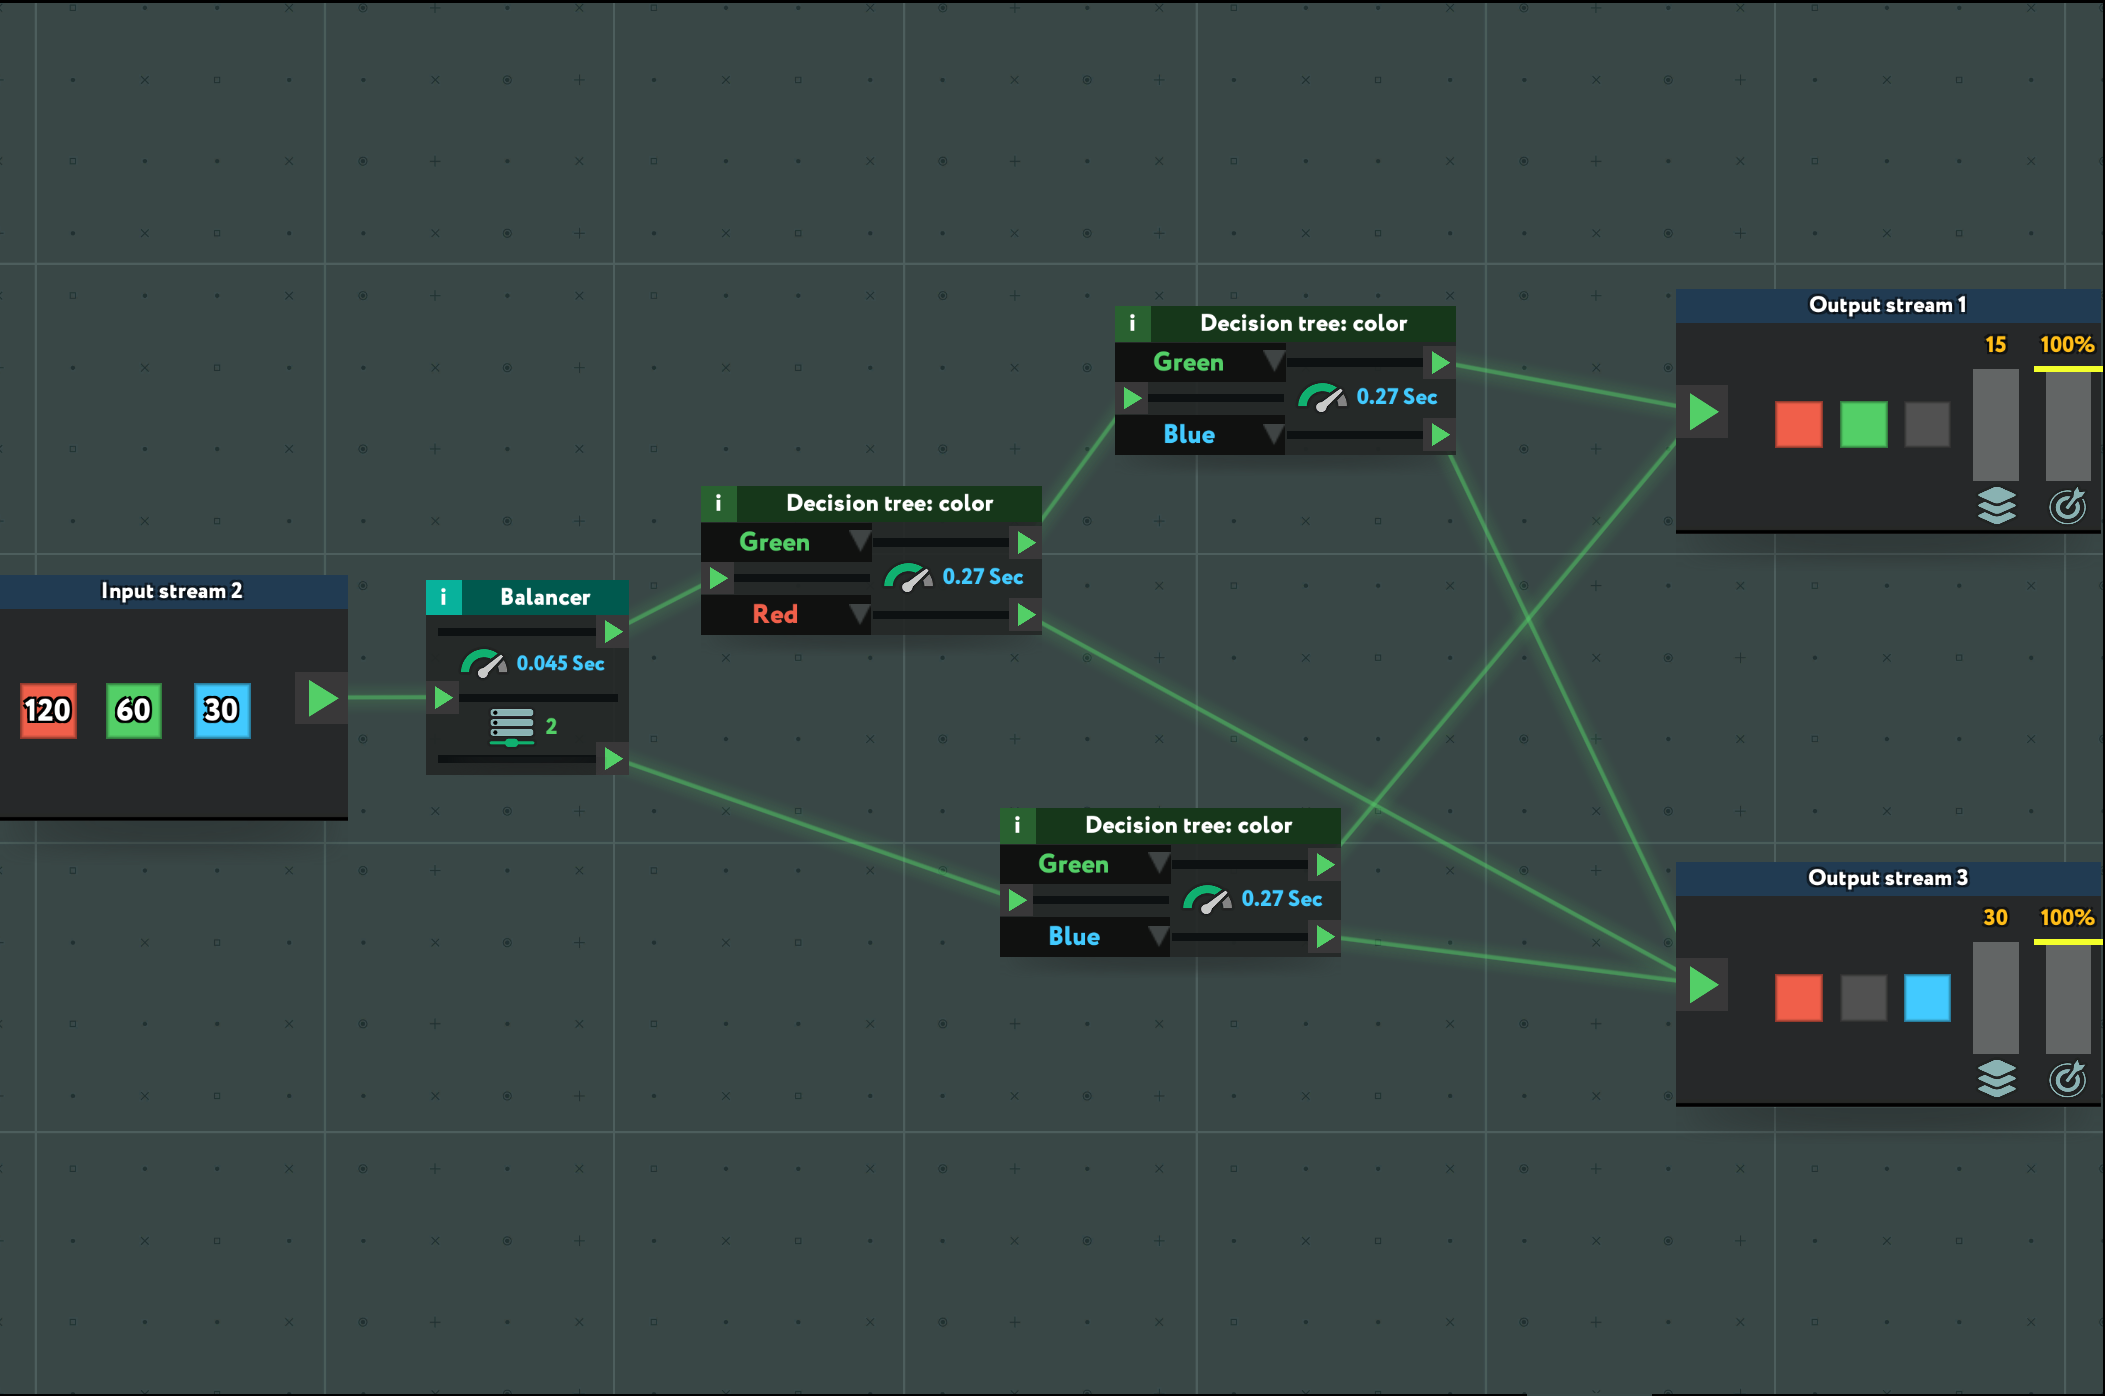 Output stream 1
15 100%
i Decision tree: color
Green
0.27 Sec
Blue
i Decision tree: color
Green
0.27 Sec
Red
Input stream 2
120 60 30
i Balancer
0.045 Sec
2
i Decision tree: color
Green
0.27 Sec
Blue
Output stream 3
30 100%